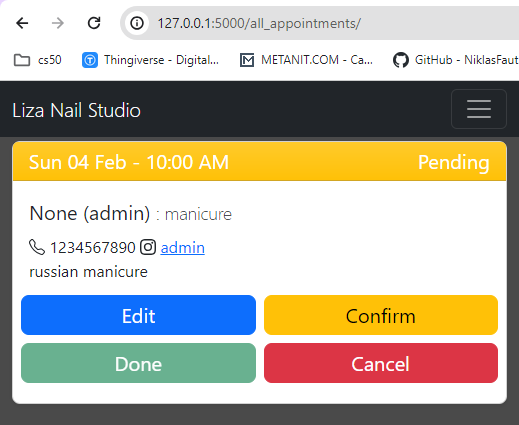 127.0.0.1:5000/all_appointments/
cs50 Thingiverse - Digital... METANIT.COM - Ca... GitHub - NiklasFaut
Liza Nail Studio
Sun 04 Feb - 10:00 AM Pending
None (admin) : manicure
1234567890 admin
russian manicure
Edit Confirm
Done Cancel